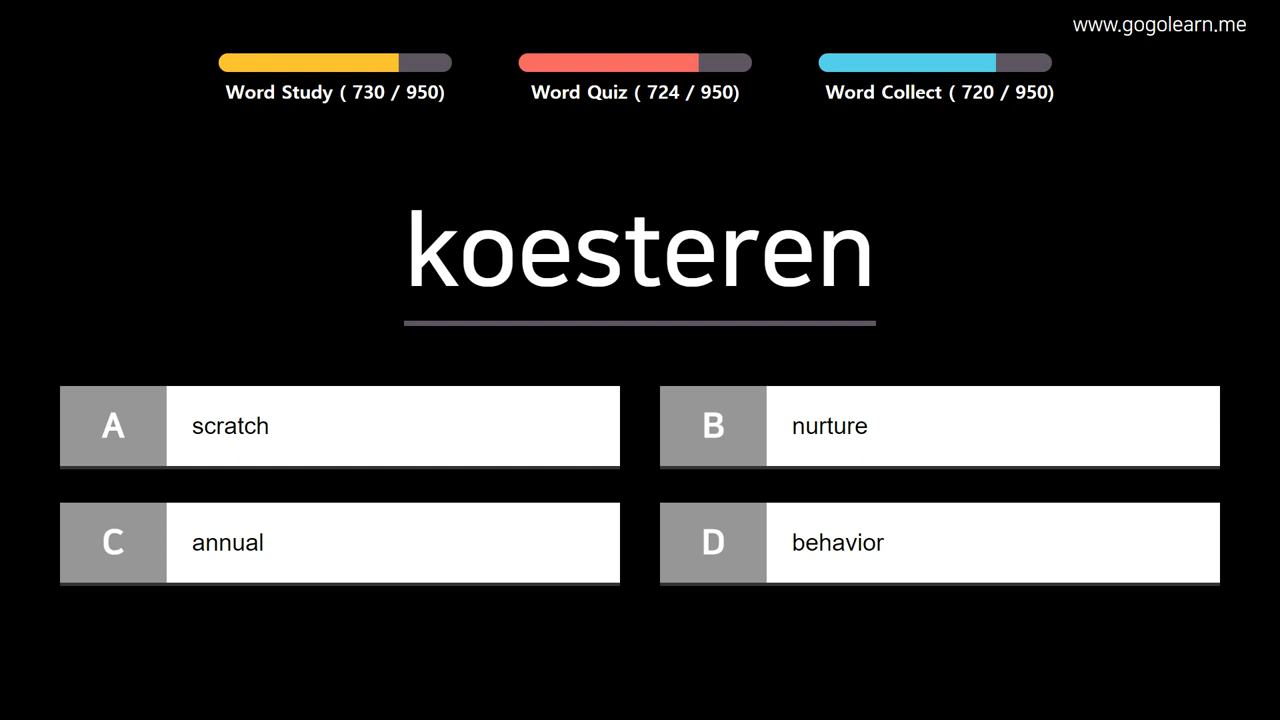 www.gogolearn.me
Word Study ( 730 / 950)
Word Quiz ( 724 / 950)
Word Collect ( 720 / 950)
koesteren
A scratch
B nurture
C annual
D behavior